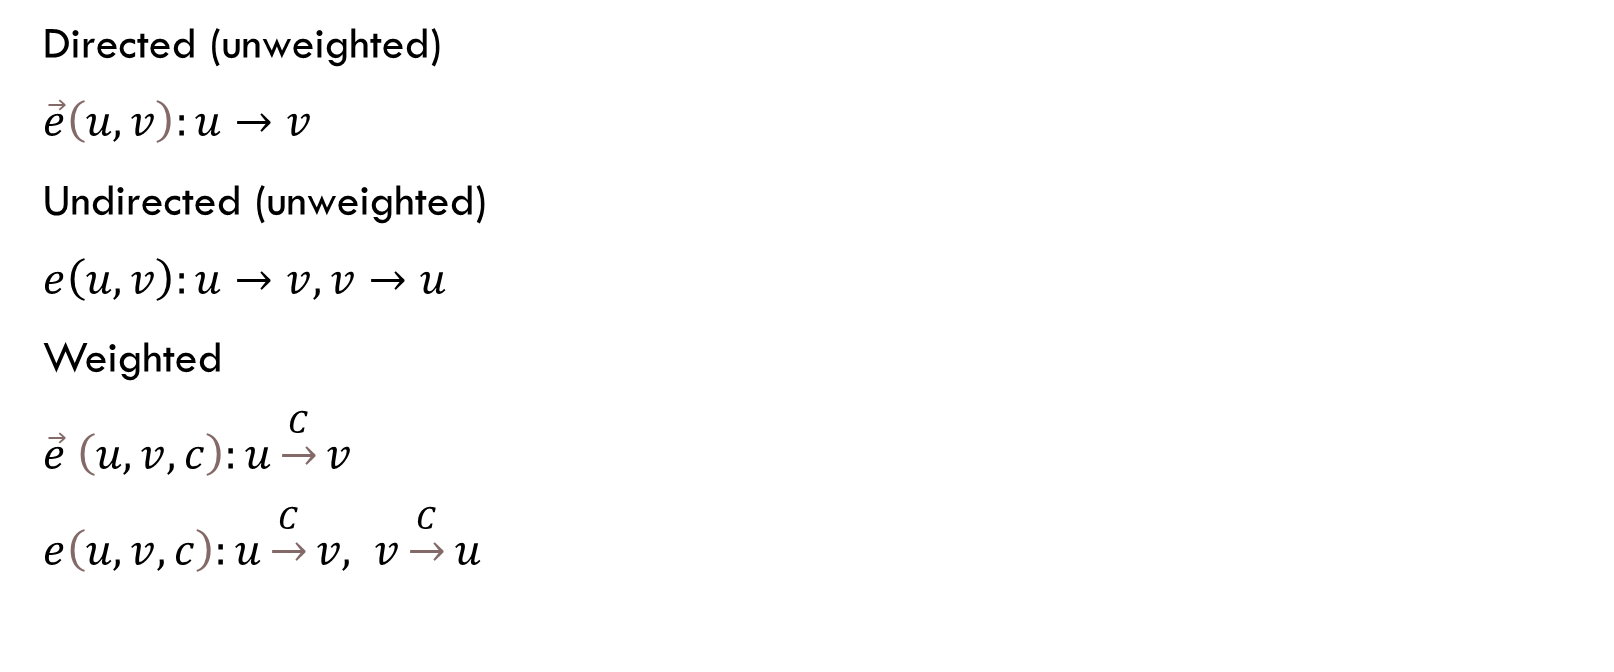 Directed (unweighted)
e⃗(u, v): u → v
Undirected (unweighted)
e(u, v): u → v, v → u
Weighted
C
e⃗ (u, v, c): u → v
C C
e(u, v, c): u → v, v → u